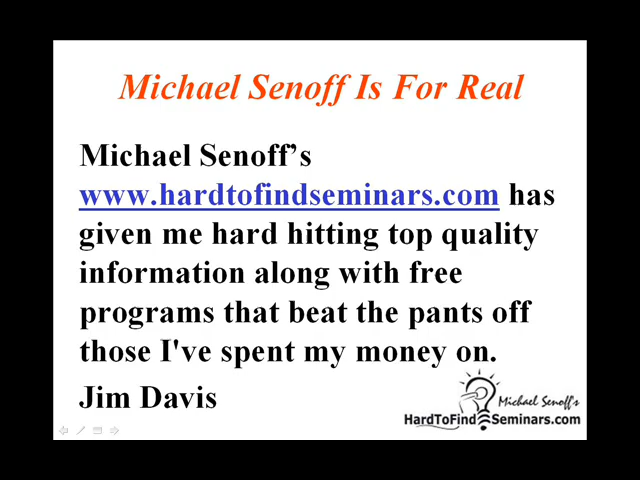 Michael Senoff Is For Real
Michael Senoff's
www.hardtofindseminars.com has
given me hard hitting top quality
information along with free
programs that beat the pants off
those I've spent my money on.
Jim Davis
Michael Senoff's
HardToFindSeminars.com